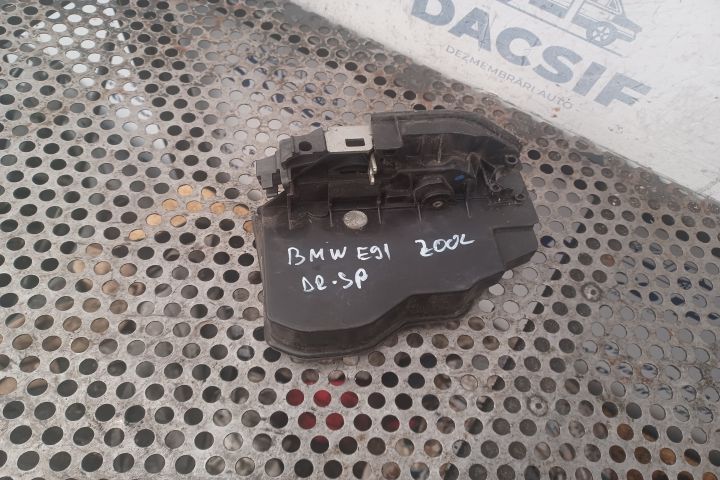 DACSIF
DEZMEMBRĂRI AUTO
BMW E91 2002
DR.SP